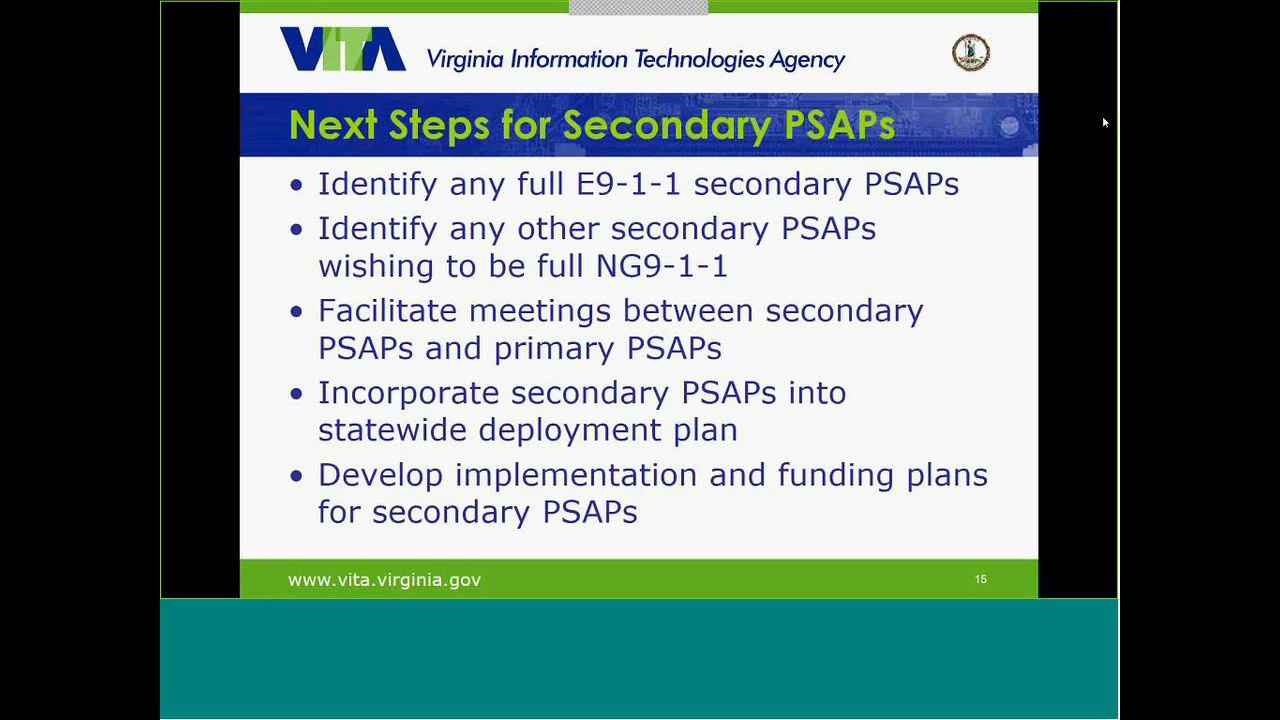 VITA Virginia Information Technologies Agency
Next Steps for Secondary PSAPs
• Identify any full E9-1-1 secondary PSAPs
• Identify any other secondary PSAPs
wishing to be full NG9-1-1
• Facilitate meetings between secondary
PSAPs and primary PSAPs
• Incorporate secondary PSAPs into
statewide deployment plan
• Develop implementation and funding plans
for secondary PSAPs
www.vita.virginia.gov 15